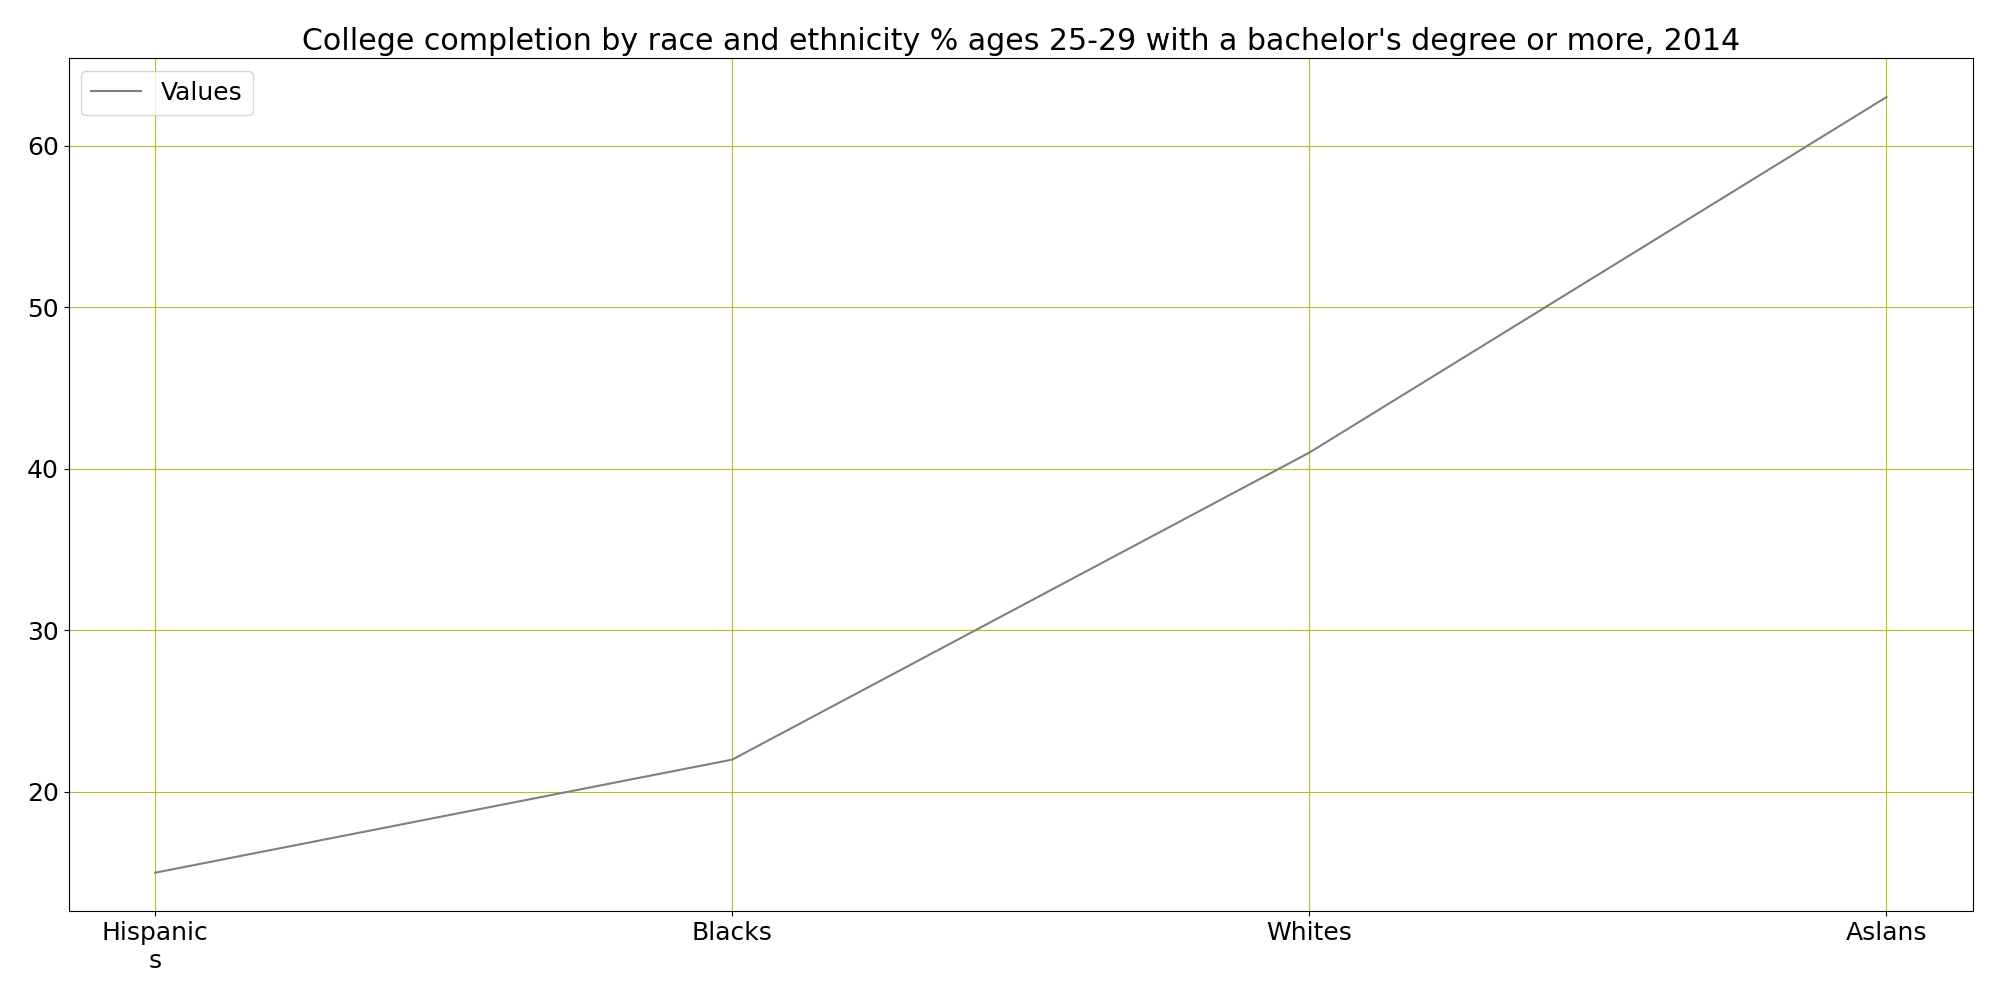 College completion by race and ethnicity % ages 25-29 with a bachelor's degree or more, 2014
Values
60
50
40
30
20
Hispanic
s
Blacks
Whites
Aslans